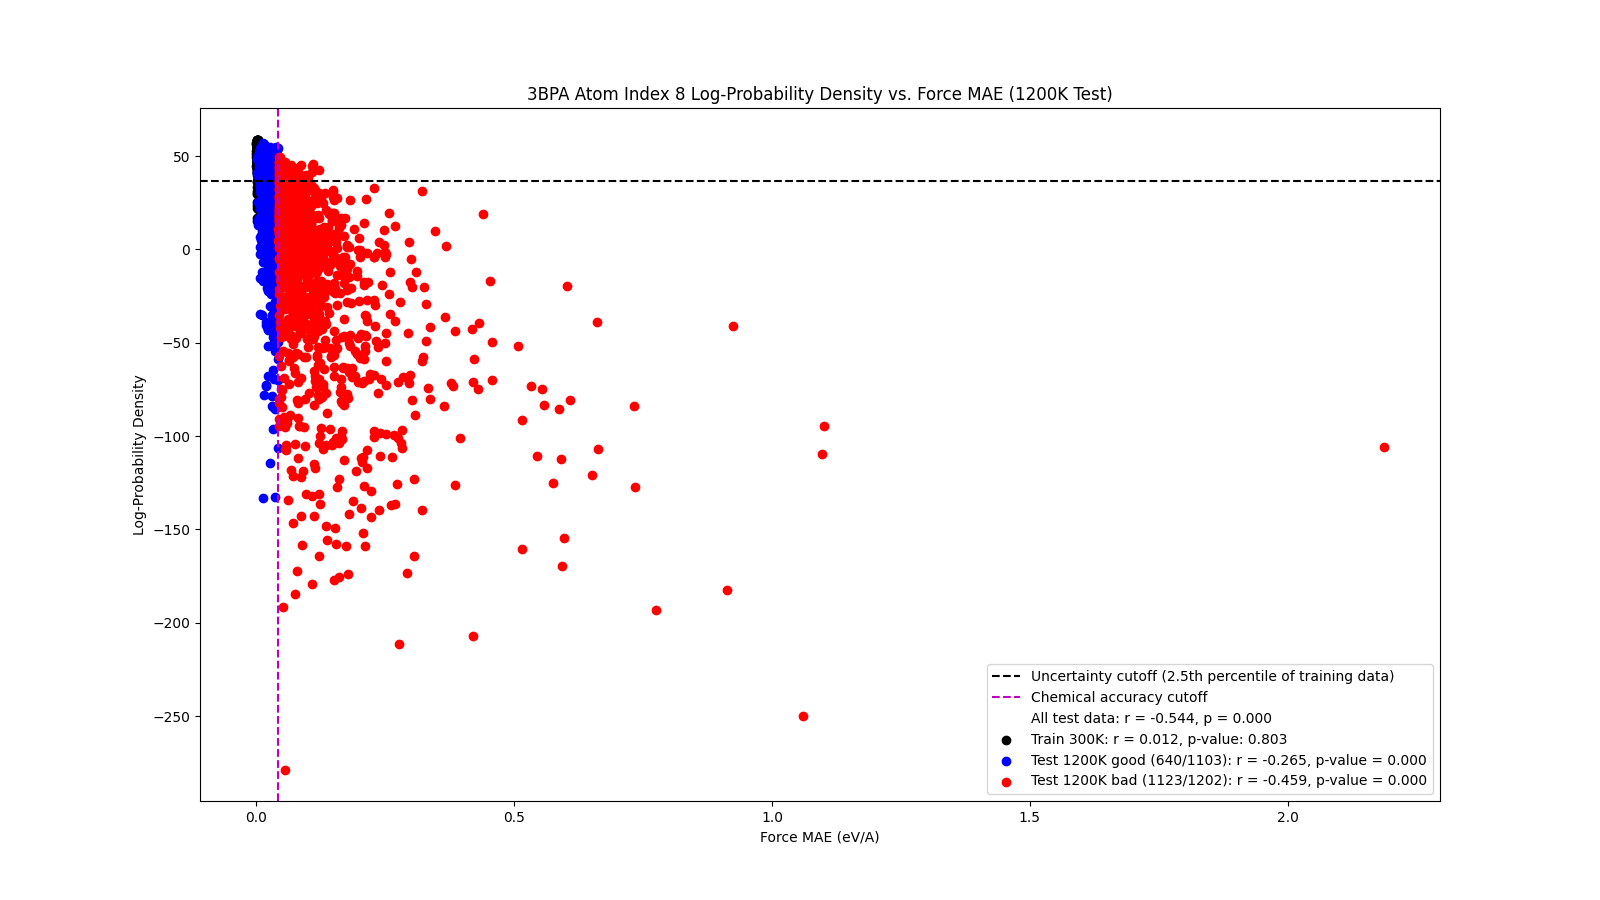 3BPA Atom Index 8 Log-Probability Density vs. Force MAE (1200K Test)
Log-Probability Density
50
0
−50
−100
−150
−200
−250
0.0
0.5
1.0
1.5
2.0
Force MAE (eV/A)
Uncertainty cutoff (2.5th percentile of training data)
Chemical accuracy cutoff
All test data: r = -0.544, p = 0.000
Train 300K: r = 0.012, p-value: 0.803
Test 1200K good (640/1103): r = -0.265, p-value = 0.000
Test 1200K bad (1123/1202): r = -0.459, p-value = 0.000